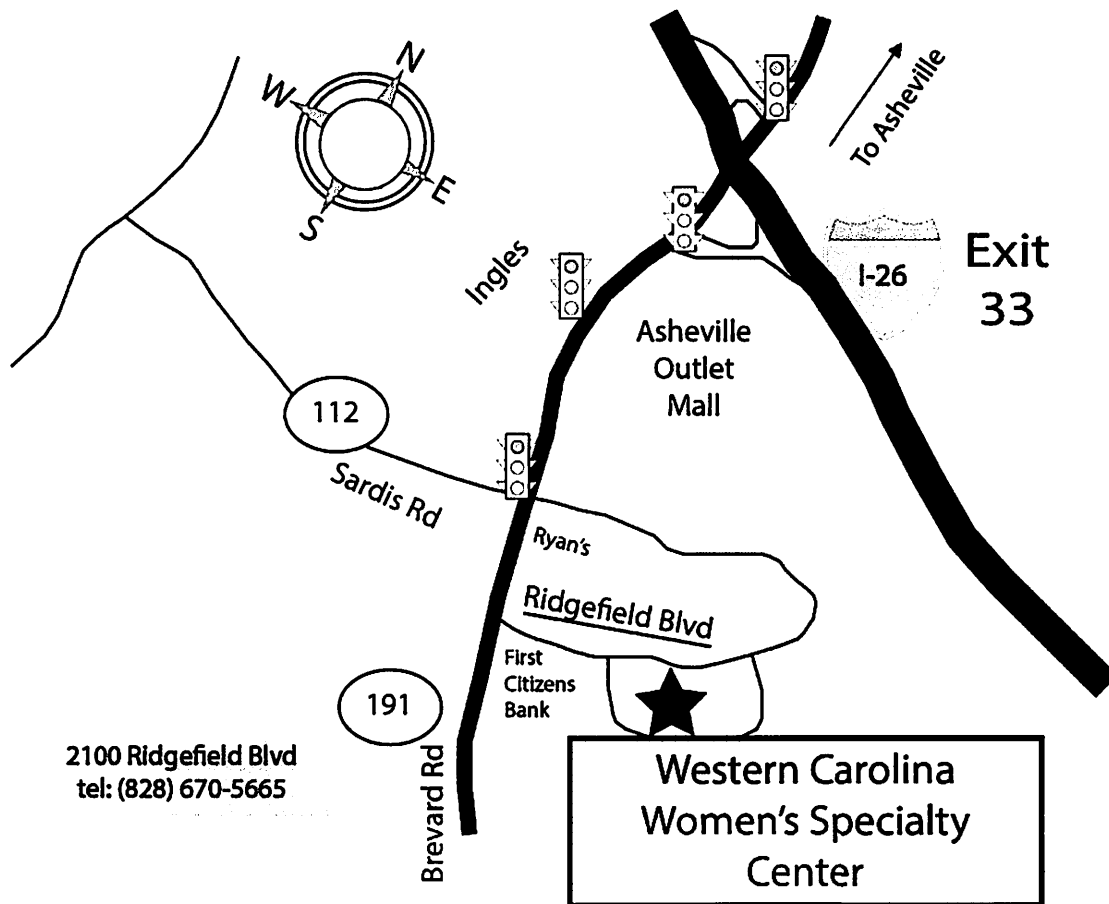 N
W
E
S
To Asheville
Ingles
I-26
Exit
33
Asheville
Outlet
Mall
112
Sardis Rd
Ryan's
Ridgefield Blvd
First
Citizens
Bank
191
Brevard Rd
2100 Ridgefield Blvd
tel: (828) 670-5665
Western Carolina
Women's Specialty
Center